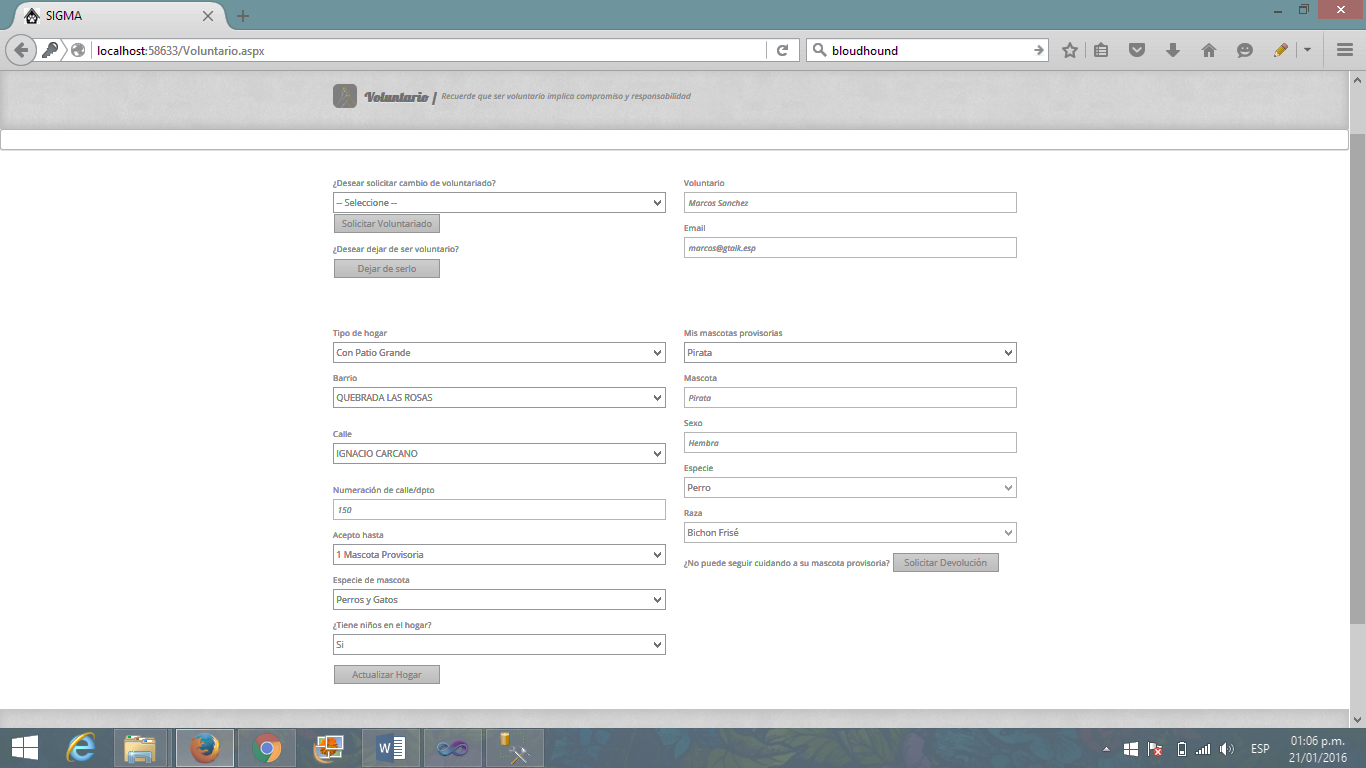 SIGMA
localhost:58633/Voluntario.aspx
bloudhound
Voluntario | Recuerde que ser voluntario implica compromiso y responsabilidad
¿Desear solicitar cambio de voluntariado?
-- Seleccione --
Solicitar Voluntariado
¿Desear dejar de ser voluntario?
Dejar de serlo
Voluntario
Marcos Sanchez
Email
marcos@gtalk.esp
Tipo de hogar
Con Patio Grande
Barrio
QUEBRADA LAS ROSAS
Calle
IGNACIO CARCANO
Numeración de calle/dpto
150
Acepto hasta
1 Mascota Provisoria
Especie de mascota
Perros y Gatos
¿Tiene niños en el hogar?
Si
Actualizar Hogar
Mis mascotas provisorias
Pirata
Mascota
Pirata
Sexo
Hembra
Especie
Perro
Raza
Bichon Frisé
¿No puede seguir cuidando a su mascota provisoria? Solicitar Devolución
ESP
01:06 p.m.
21/01/2016